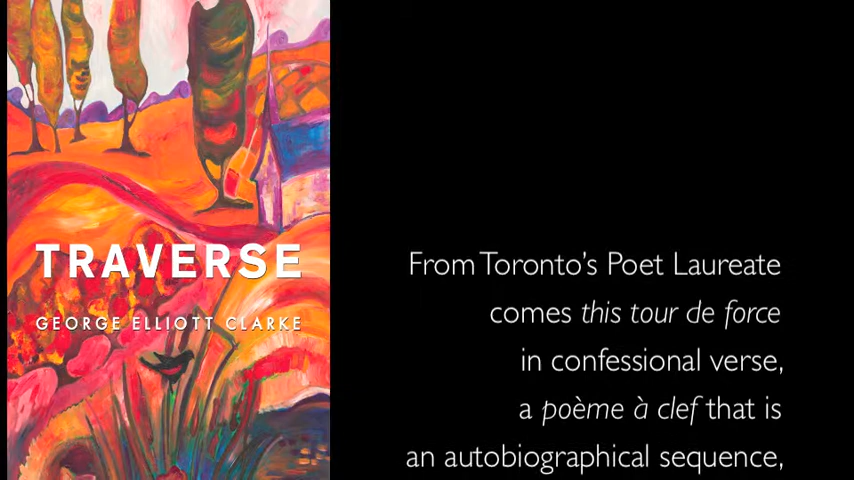 TRAVERSE
GEORGE ELLIOTT CLARKE
From Toronto’s Poet Laureate
comes this tour de force
in confessional verse,
a poème à clef that is
an autobiographical sequence,